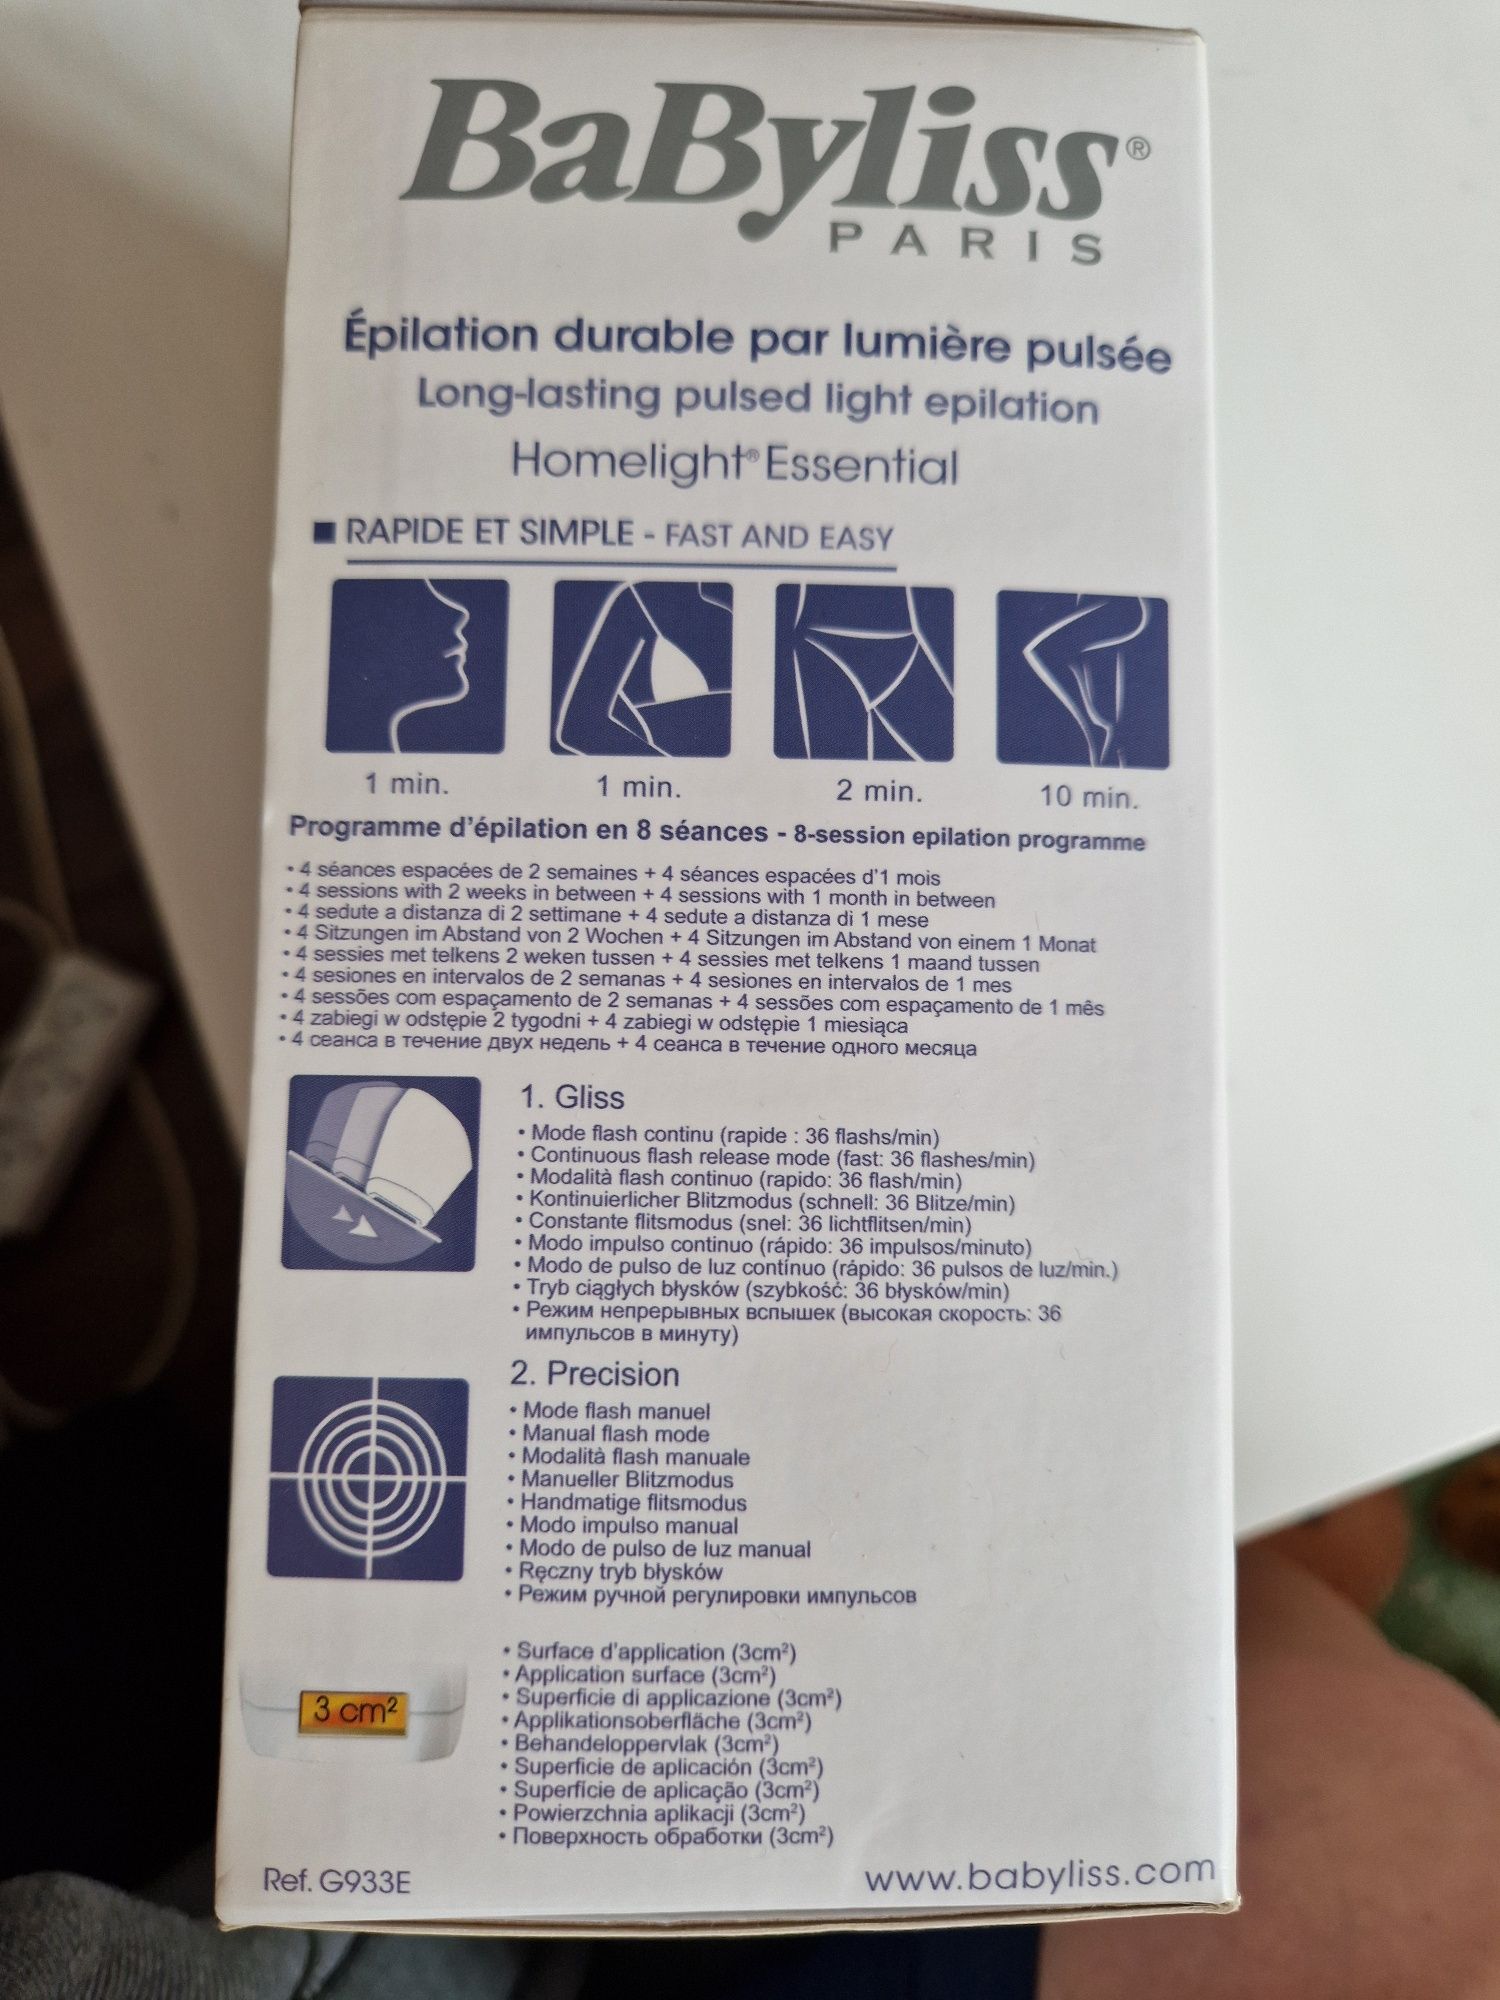 BaByliss®
PARIS
Épilation durable par lumière pulsée
Long-lasting pulsed light epilation
Homelight® Essential
RAPIDE ET SIMPLE - FAST AND EASY
1 min. 1 min. 2 min. 10 min.
Programme d'épilation en 8 séances - 8-session epilation programme
• 4 séances espacées de 2 semaines + 4 séances espacées d'1 mois
• 4 sessions with 2 weeks in between + 4 sessions with 1 month in between
• 4 sedute a distanza di 2 settimane + 4 sedute a distanza di 1 mese
• 4 Sitzungen im Abstand von 2 Wochen + 4 Sitzungen im Abstand von einem 1 Monat
• 4 sessies met telkens 2 weken tussen + 4 sessies met telkens 1 maand tussen
• 4 sesiones en intervalos de 2 semanas + 4 sesiones en intervalos de 1 mes
• 4 sessões com espaçamento de 2 semanas + 4 sessões com espaçamento de 1 mês
• 4 zabiegi w odstępie 2 tygodni + 4 zabiegi w odstępie 1 miesiąca
• 4 сеанса в течение двух недель + 4 сеанса в течение одного месяца
1. Gliss
• Mode flash continu (rapide : 36 flashs/min)
• Continuous flash release mode (fast: 36 flashes/min)
• Modalità flash continuo (rapido: 36 flash/min)
• Kontinuierlicher Blitzmodus (schnell: 36 Blitze/min)
• Constante flitsmodus (snel: 36 lichtflitsen/min)
• Modo impulso continuo (rápido: 36 impulsos/minuto)
• Modo de pulso de luz contínuo (rápido: 36 pulsos de luz/min.)
• Tryb ciągłych błysków (szybkość: 36 błysków/min)
• Режим непрерывных вспышек (высокая скорость: 36
импульсов в минуту)
2. Precision
• Mode flash manuel
• Manual flash mode
• Modalità flash manuale
• Manueller Blitzmodus
• Handmatige flitsmodus
• Modo impulso manual
• Modo de pulso de luz manual
• Ręczny tryb błysków
• Режим ручной регулировки импульсов
3 cm²
• Surface d'application (3cm²)
• Application surface (3cm²)
• Superficie di applicazione (3cm²)
• Applikationsoberfläche (3cm²)
• Behandeloppervlak (3cm²)
• Superficie de aplicación (3cm²)
• Superfície de aplicação (3cm²)
• Powierzchnia aplikacji (3cm²)
• Поверхность обработки (3cm²)
Ref. G933E
www.babyliss.com